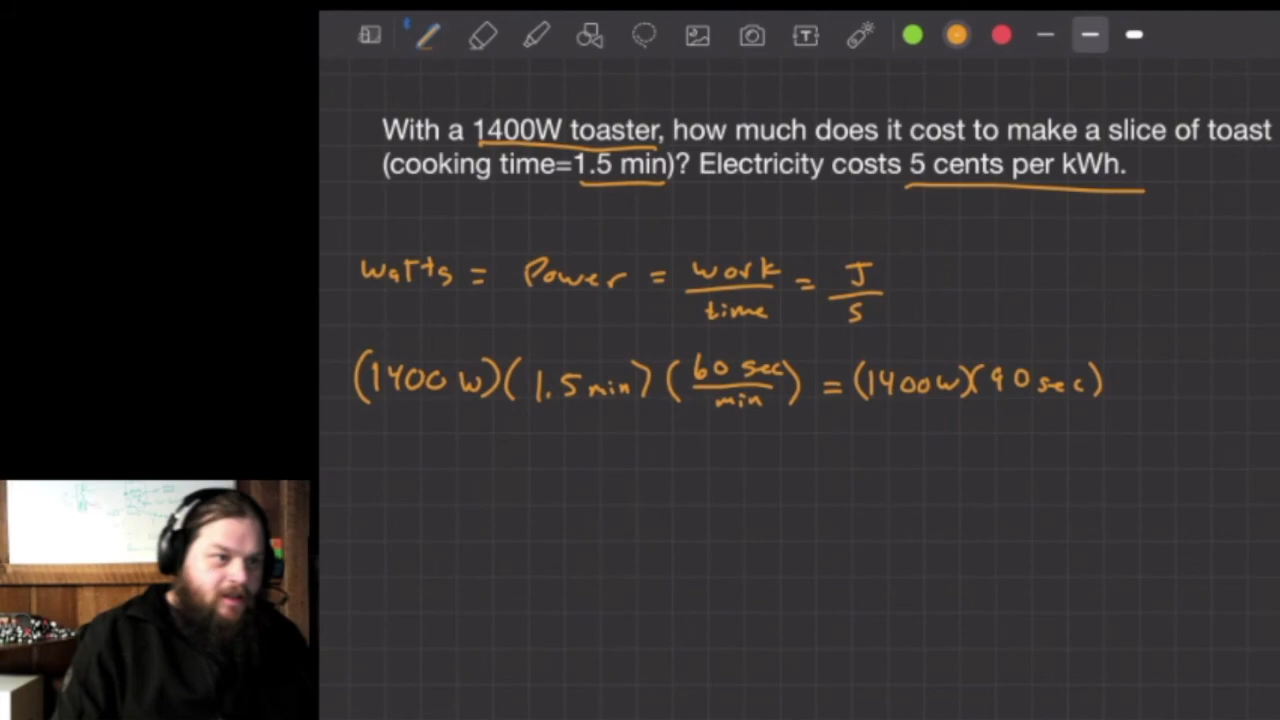 With a 1400W toaster, how much does it cost to make a slice of toast
(cooking time=1.5 min)? Electricity costs 5 cents per kWh.
Watts = Power = work / time = J / s
(1400 W)(1.5 min)(60 sec / min) = (1400W)(90 sec)